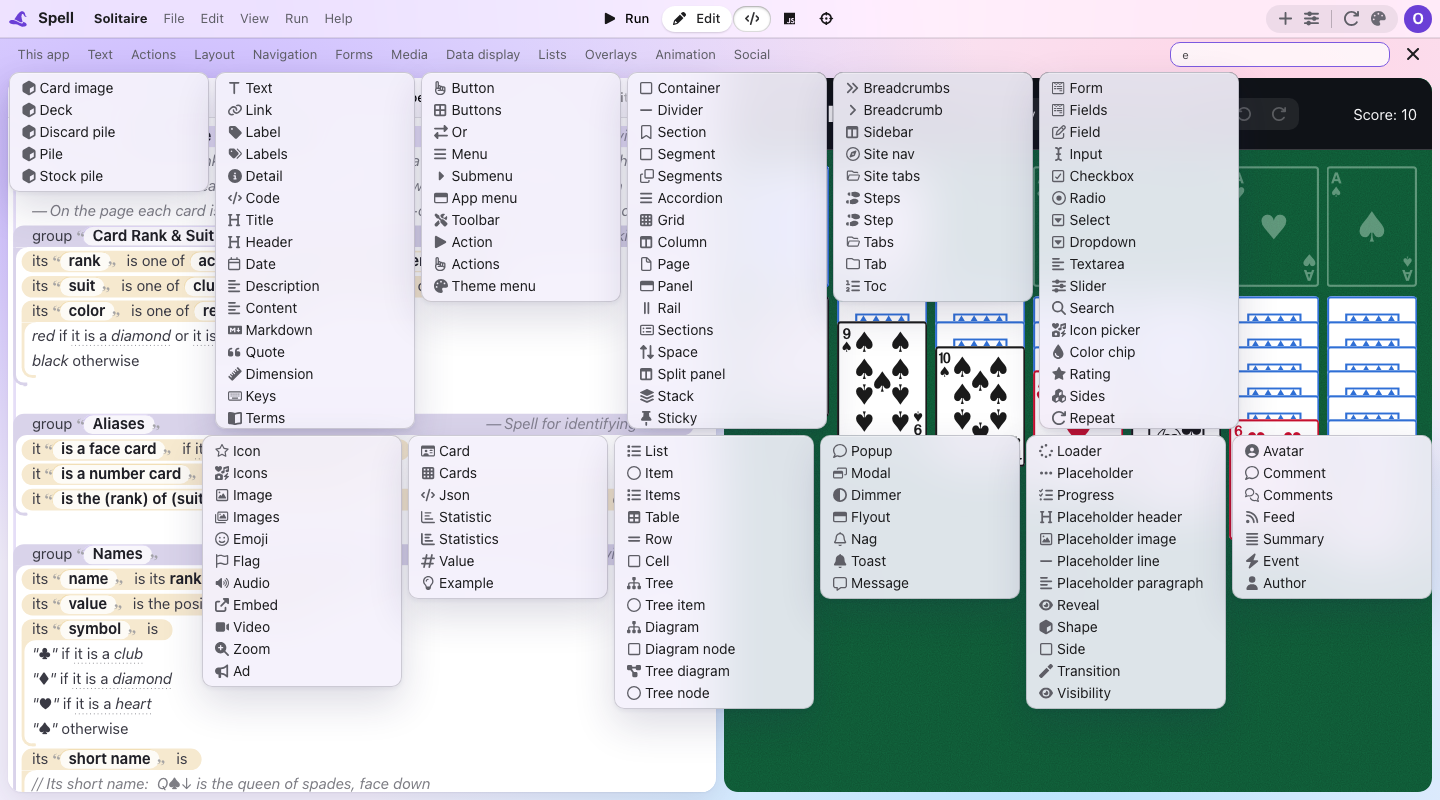 Spell Solitaire File Edit View Run Help Run Edit JS O
This app Text Actions Layout Navigation Forms Media Data display Lists Overlays Animation Social e
Card image
Deck
Discard pile
Pile
Stock pile
Text
Link
Label
Labels
Detail
Code
Title
Header
Date
Description
Content
Markdown
Quote
Dimension
Keys
Terms
Button
Buttons
Or
Menu
Submenu
App menu
Toolbar
Action
Actions
Theme menu
Container
Divider
Section
Segment
Segments
Accordion
Grid
Column
Page
Panel
Rail
Sections
Space
Split panel
Stack
Sticky
Breadcrumbs
Breadcrumb
Sidebar
Site nav
Site tabs
Steps
Step
Tabs
Tab
Toc
Form
Fields
Field
Input
Checkbox
Radio
Select
Dropdown
Textarea
Slider
Search
Icon picker
Color chip
Rating
Sides
Repeat
Icon
Icons
Image
Images
Emoji
Flag
Audio
Embed
Video
Zoom
Ad
Card
Cards
Json
Statistic
Statistics
Value
Example
List
Item
Items
Table
Row
Cell
Tree
Tree item
Diagram
Diagram node
Tree diagram
Tree node
Popup
Modal
Dimmer
Flyout
Nag
Toast
Message
Loader
Placeholder
Progress
Placeholder header
Placeholder image
Placeholder line
Placeholder paragraph
Reveal
Shape
Side
Transition
Visibility
Avatar
Comment
Comments
Feed
Summary
Event
Author
— On the page each card is
group “ Card Rank & Suit
its “ rank „ is one of
its “ suit „ is one of
its “ color „ is one of
red if it is a diamond or it is
black otherwise
“ Aliases „ — Spell for identifying
it “ is a face card „ if it
it “ is a number card
it “ is the (rank) of (suit
group “ Names „
its “ name „ is its rank
its “ value „ is the posi
its “ symbol „ is
"♣" if it is a club
"♦" if it is a diamond
"♥" if it is a heart
"♠" otherwise
its “ short name „ is
// Its short name: Q♠↓ is the queen of spades, face down
Score: 10
A A
A A
9
10
9
6